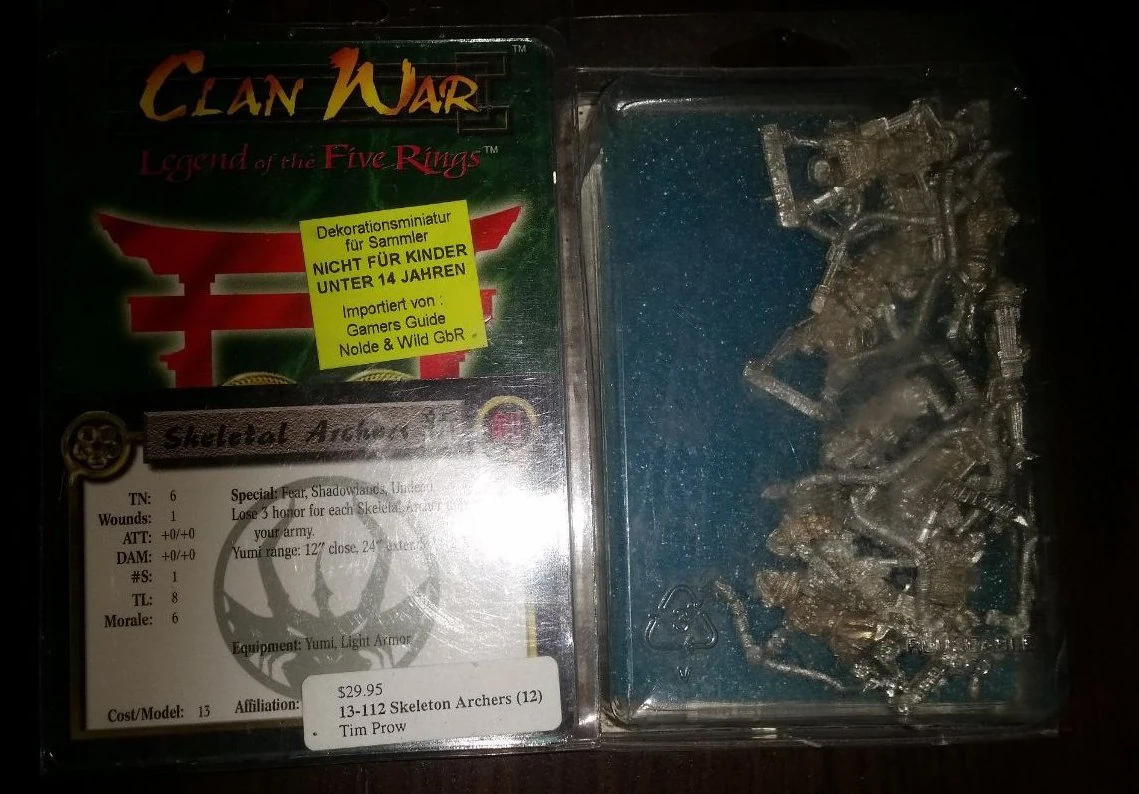 CLAN WAR™
Legend of the Five Rings™
Dekorationsminiatur
für Sammler
NICHT FÜR KINDER
UNTER 14 JAHREN
Importiert von :
Gamers Guide
Nolde & Wild GbR
Skeletal Archers
TN: 6
Wounds: 1
ATT: +0/+0
DAM: +0/+0
#S: 1
TL: 8
Morale: 6
Cost/Model: 13
Special: Fear, Shadowlands, Undead
Lose 3 honor for each Skeletal Archer
your army.
Yumi range: 12" close, 24"
Equipment: Yumi, Light Armor
Affiliation:
$29.95
13-112 Skeleton Archers (12)
Tim Prow